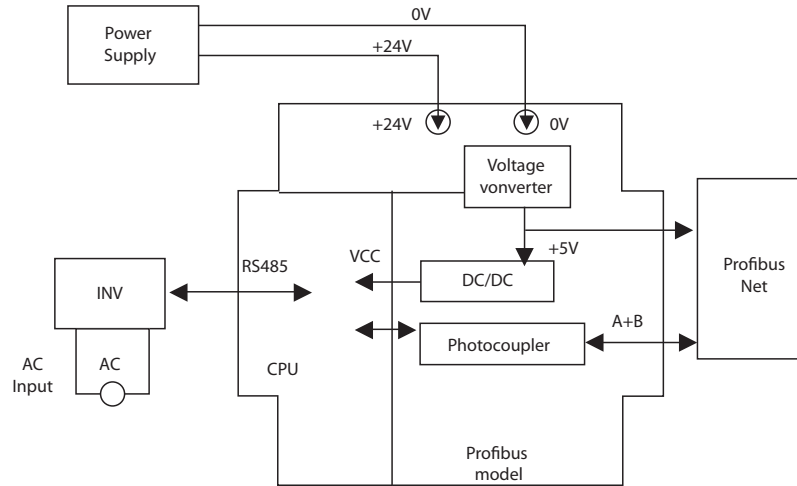 Power
Supply
0V
+24V
+24V
0V
Voltage
vonverter
+5V
VCC
DC/DC
RS485
INV
Profibus
Net
A+B
Photocoupler
AC
Input
AC
CPU
Profibus
model